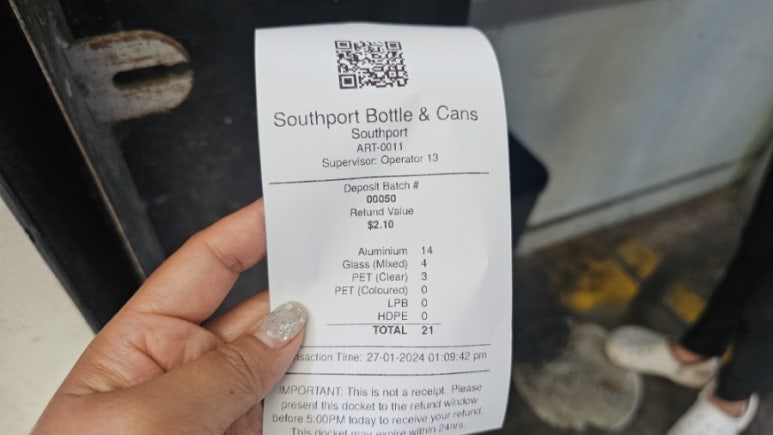 Southport Bottle & Cans
Southport
ART-0011
Supervisor: Operator 13
Deposit Batch #
00050
Refund Value
$2.10
Aluminium 14
Glass (Mixed) 4
PET (Clear) 3
PET (Coloured) 0
LPB 0
HDPE 0
TOTAL 21
nsaction Time: 27-01-2024 01:09:42 pm
IMPORTANT: This is not a receipt. Please
present this docket to the refund window
before 5:00PM today to receive your refund.
This docket may expire within 24hrs.